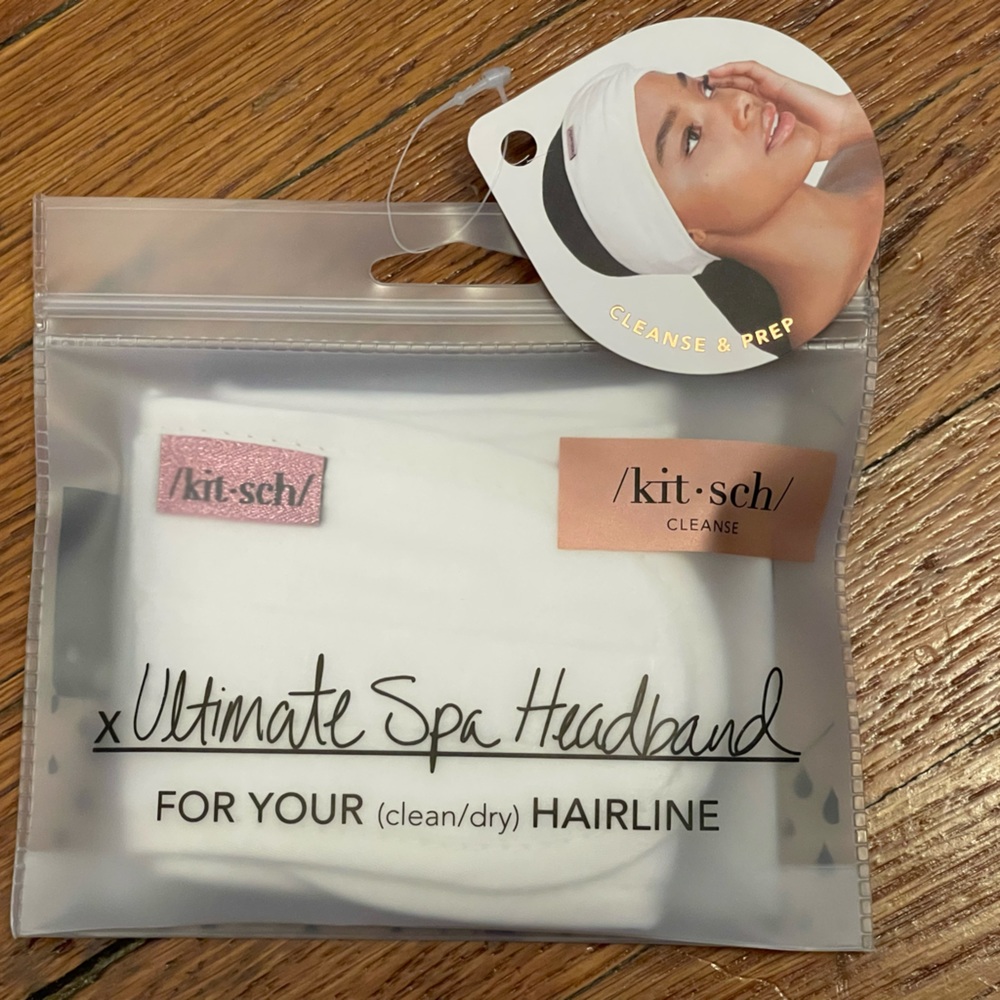 CLEANSE & PREP
/kit·sch/
/kit·sch/
CLEANSE
x Ultimate Spa Headband
FOR YOUR (clean/dry) HAIRLINE